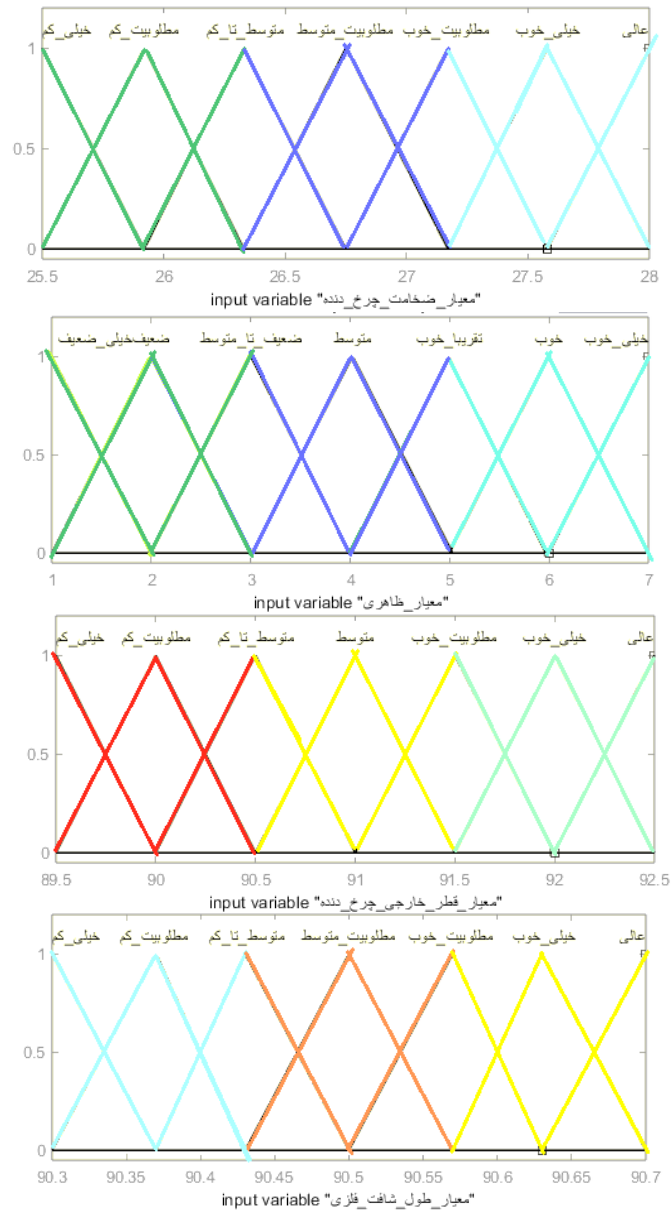 خیلی_کم مطلوبیت_کم متوسط_تا_کم مطلوبیت_متوسط مطلوبیت_خوب خیلی_خوب عالی
1
0.5
0
25.5 26 26.5 27 27.5 28
input variable "معیار_ضخامت_چرخ_دنده"
ضعیفخیلی_ضعیف ضعیف_تا_متوسط متوسط تقریبا_خوب خوب خیلی_خوب
1
0.5
0
1 2 3 4 5 6 7
input variable "معیار_ظاهری"
خیلی_کم مطلوبیت_کم متوسط_تا_کم متوسط مطلوبیت_خوب خیلی_خوب عالی
1
0.5
0
89.5 90 90.5 91 91.5 92 92.5
input variable "معیار_قطر_خارجی_چرخ_دنده"
خیلی_کم مطلوبیت_کم متوسط_تا_کم مطلوبیت_متوسط مطلوبیت_خوب خیلی_خوب عالی
1
0.5
0
90.3 90.35 90.4 90.45 90.5 90.55 90.6 90.65 90.7
input variable "معیار_طول_شافت_فلزی"